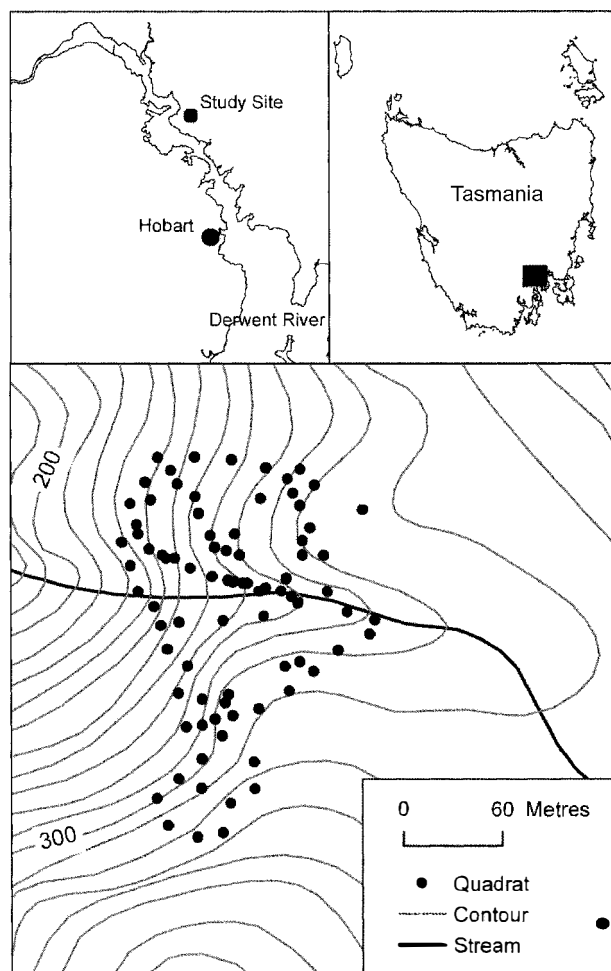 Study Site
Hobart
Derwent River
Tasmania
200
300
0 60 Metres
Quadrat
Contour
Stream